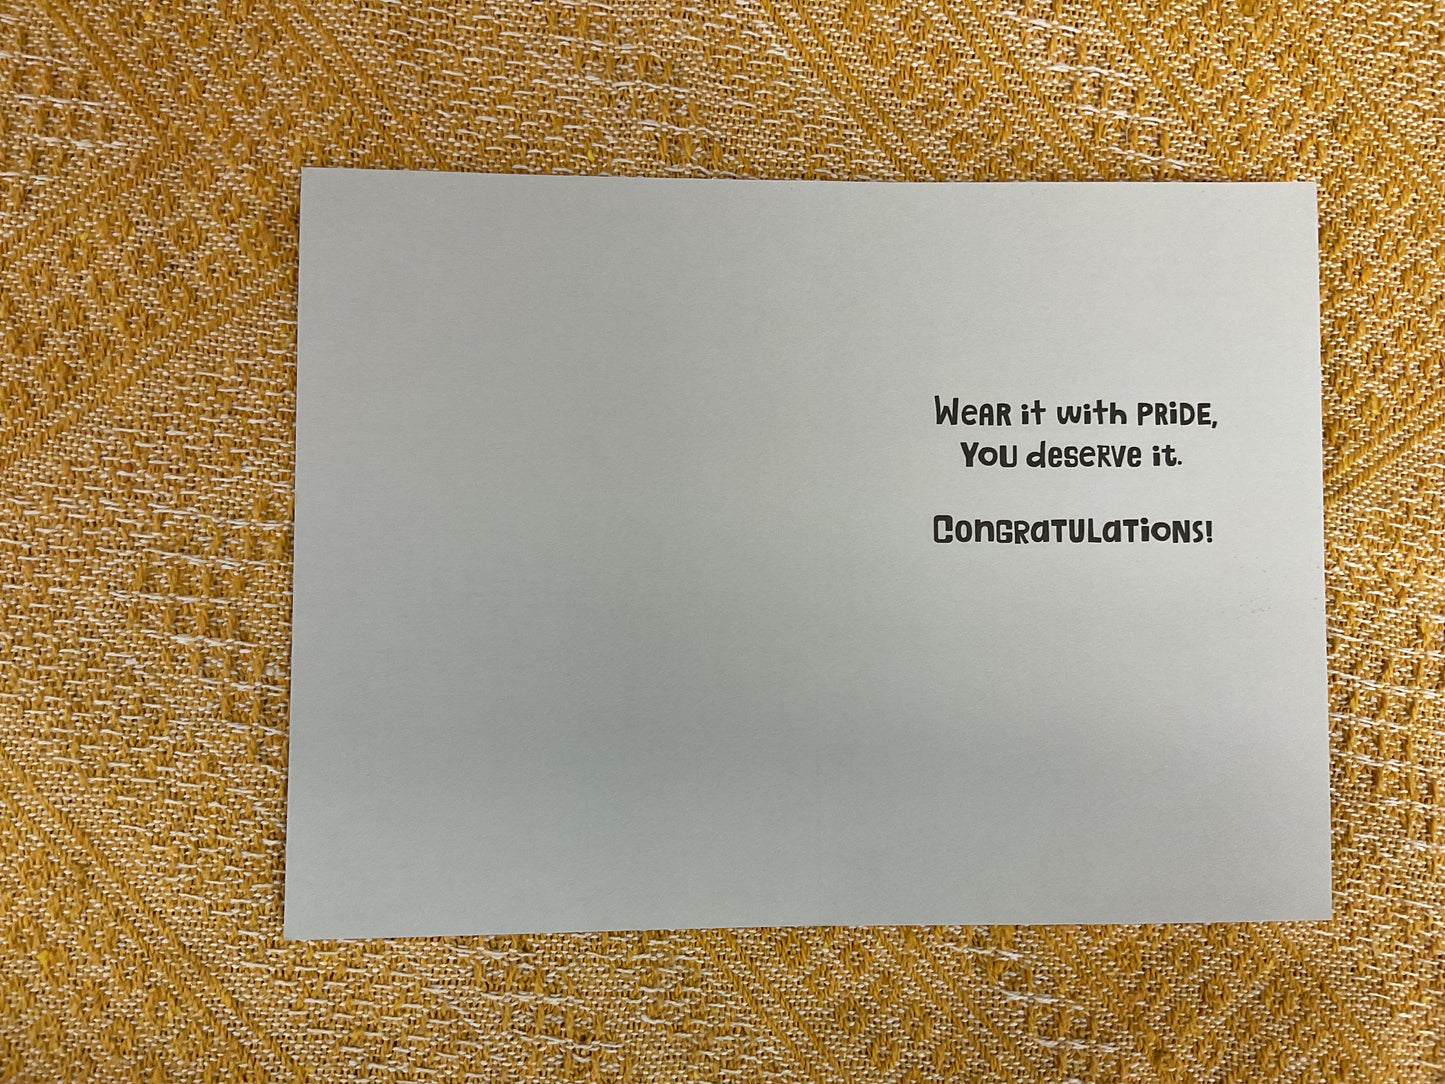 Wear it with PRIDE,
You deserve it.
Congratulations!